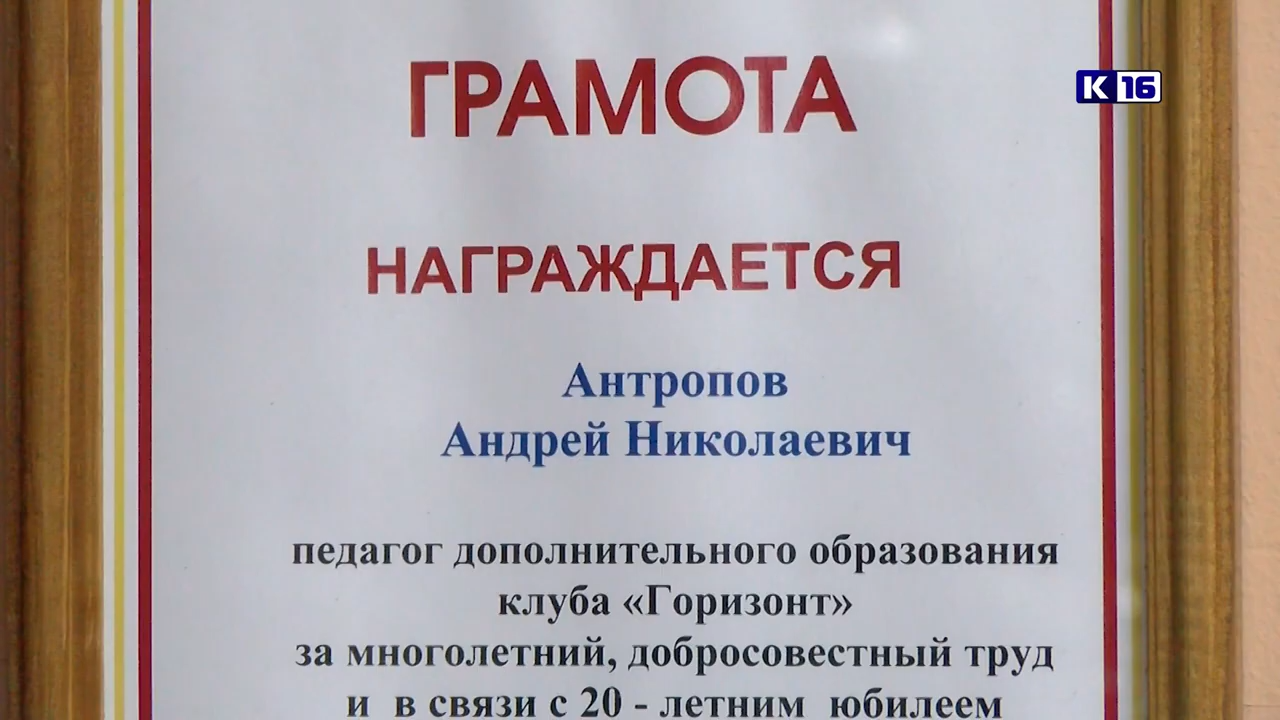 ГРАМОТА
К 16
НАГРАЖДАЕТСЯ
Антропов
Андрей Николаевич
педагог дополнительного образования
клуба «Горизонт»
за многолетний, добросовестный труд
и в связи с 20 - летним юбилеем